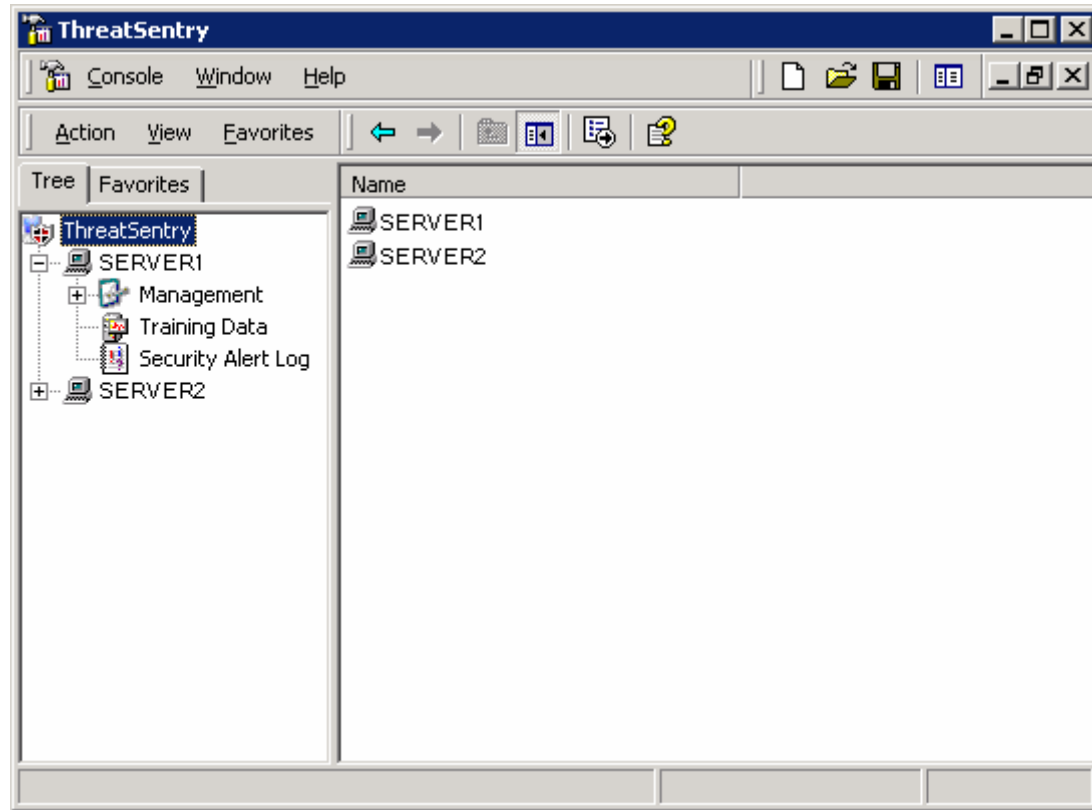 ThreatSentry
Console Window Help
Action View Favorites
Tree Favorites
Name
ThreatSentry
SERVER1
Management
Training Data
Security Alert Log
SERVER2
SERVER1
SERVER2